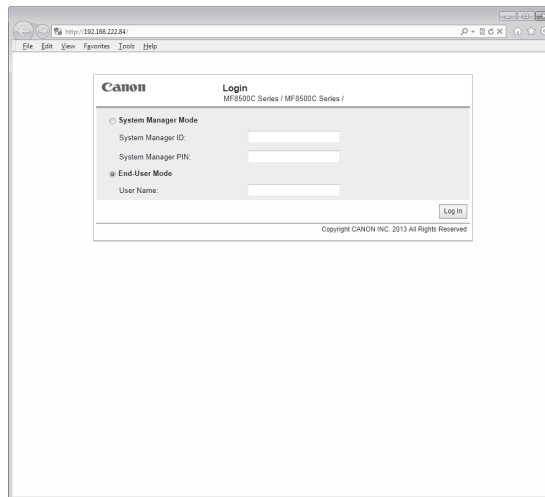 http://192.168.222.84/
File Edit View Favorites Tools Help
Canon
Login
MF8500C Series / MF8500C Series /
System Manager Mode
System Manager ID:
System Manager PIN:
End-User Mode
User Name:
Log In
Copyright CANON INC. 2013 All Rights Reserved